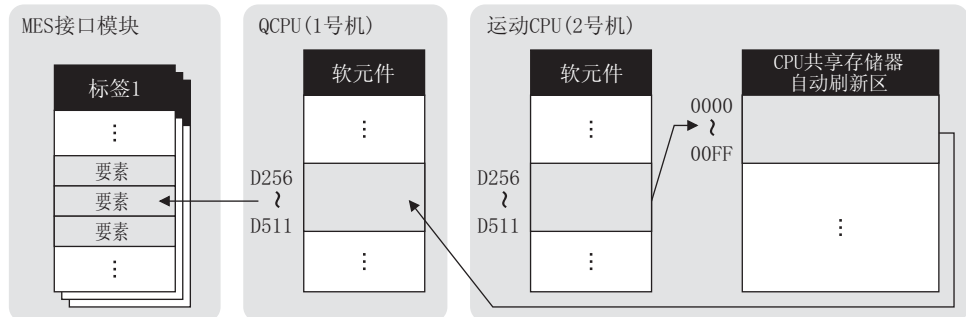 MES接口模块
标签1
⋮
要素
要素
要素
⋮
QCPU(1号机)
软元件
⋮
D256
~
D511
⋮
运动CPU(2号机)
软元件
⋮
D256
~
D511
⋮
CPU共享存储器
自动刷新区
0000
~
00FF
⋮